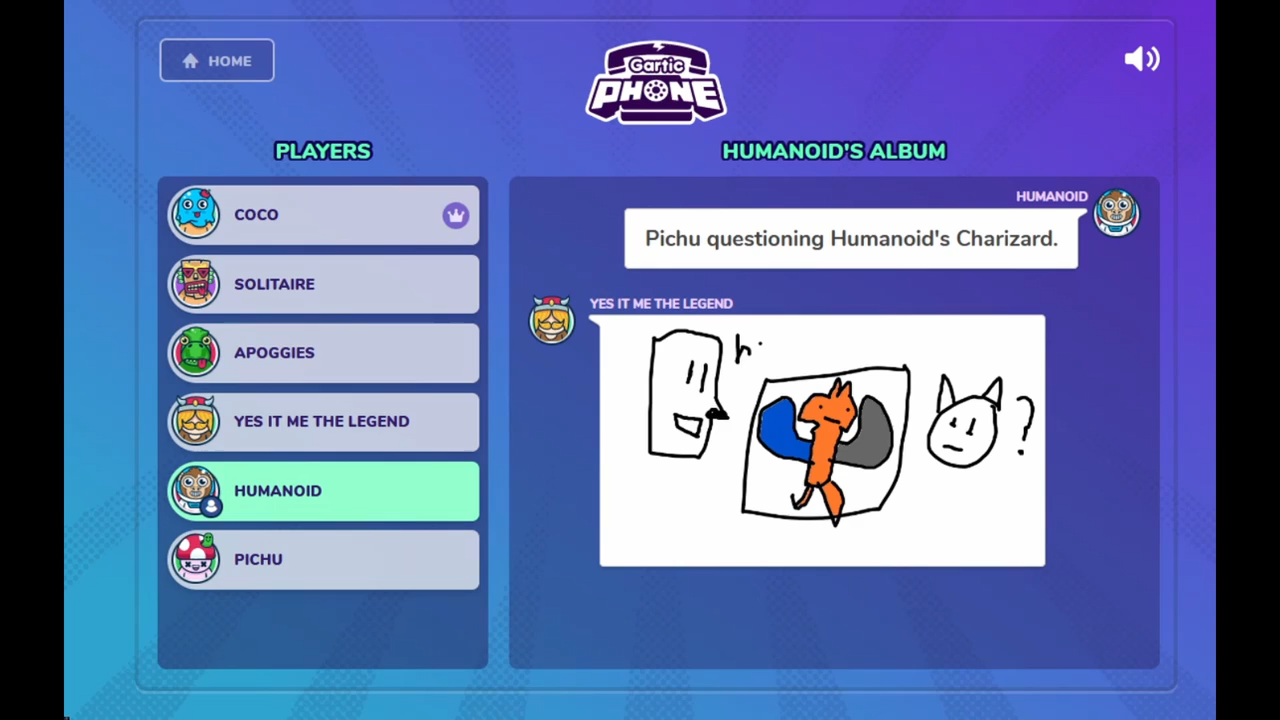 HOME
Gartic
PHONE
PLAYERS
HUMANOID'S ALBUM
COCO
SOLITAIRE
APOGGIES
YES IT ME THE LEGEND
HUMANOID
PICHU
HUMANOID
Pichu questioning Humanoid's Charizard.
YES IT ME THE LEGEND
?